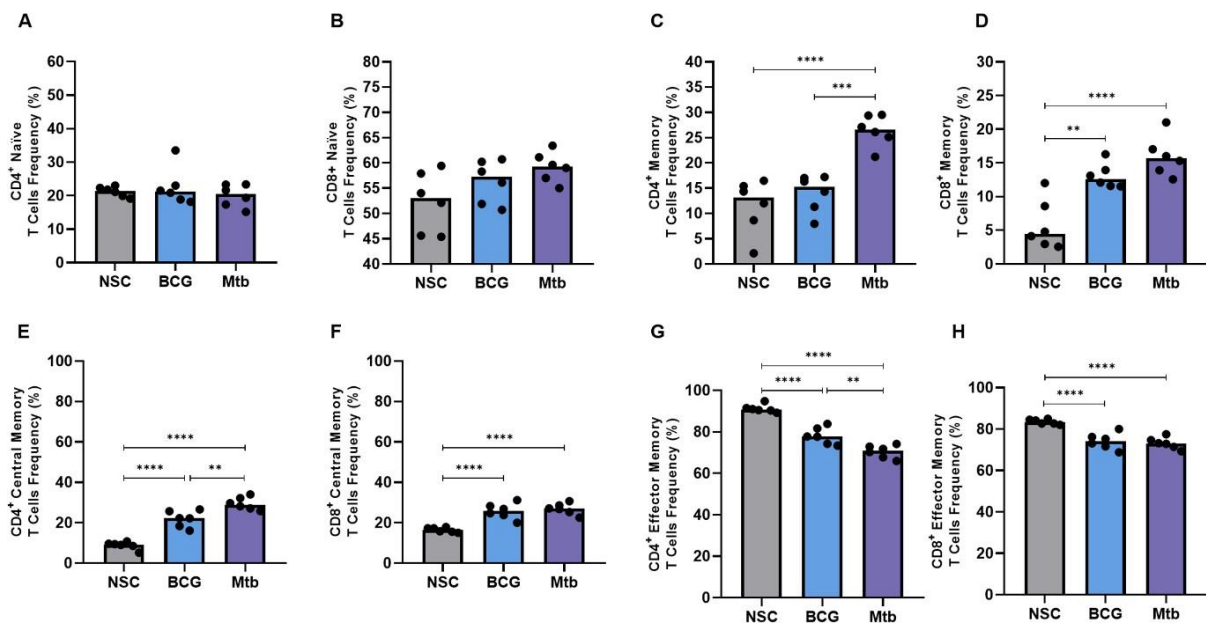 A
CD4⁺ Naïve
T Cells Frequency (%)
60
50
40
30
20
10
0
NSC BCG Mtb
B
CD8+ Naïve
T Cells Frequency (%)
80
75
70
65
60
55
50
45
40
NSC BCG Mtb
C
CD4⁺ Memory
T Cells Frequency (%)
40
35
30
25
20
15
10
5
0
****
***
NSC BCG Mtb
D
CD8⁺ Memory
T Cells Frequency (%)
30
25
20
15
10
5
0
****
**
NSC BCG Mtb
E
CD4⁺ Central Memory
T Cells Frequency (%)
100
80
60
40
20
0
****
**** **
NSC BCG Mtb
F
CD8⁺ Central Memory
T Cells Frequency (%)
100
80
60
40
20
0
****
****
NSC BCG Mtb
G
CD4⁺ Effector Memory
T Cells Frequency (%)
100
80
60
40
20
0
****
**** **
NSC BCG Mtb
H
CD8⁺ Effector Memory
T Cells Frequency (%)
100
80
60
40
20
0
****
****
NSC BCG Mtb